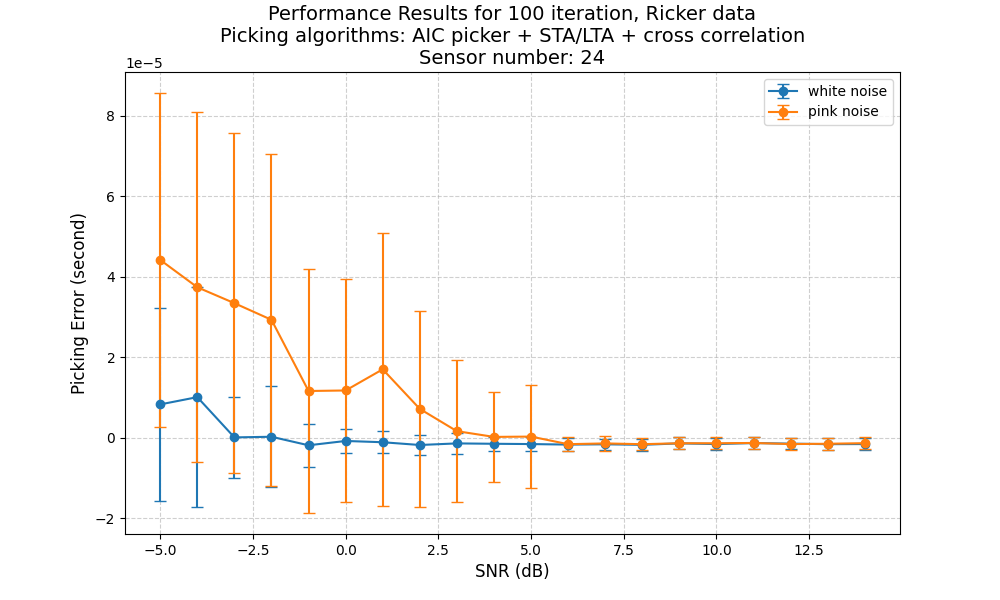 Performance Results for 100 iteration, Ricker data
Picking algorithms: AIC picker + STA/LTA + cross correlation
Sensor number: 24
1e−5
white noise
pink noise
8
6
4
2
0
−2
Picking Error (second)
−5.0 −2.5 0.0 2.5 5.0 7.5 10.0 12.5
SNR (dB)